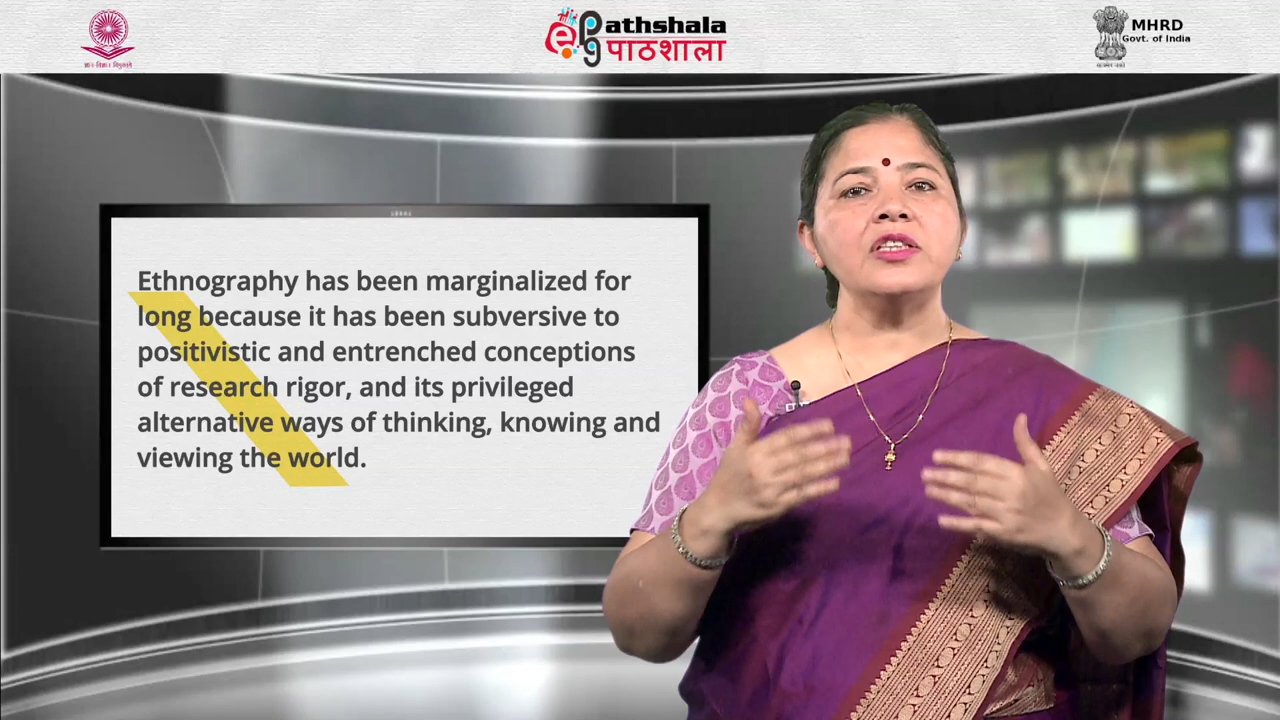 athshala
पाठशाला
MHRD
Govt. of India
Ethnography has been marginalized for
long because it has been subversive to
positivistic and entrenched conceptions
of research rigor, and its privileged
alternative ways of thinking, knowing and
viewing the world.